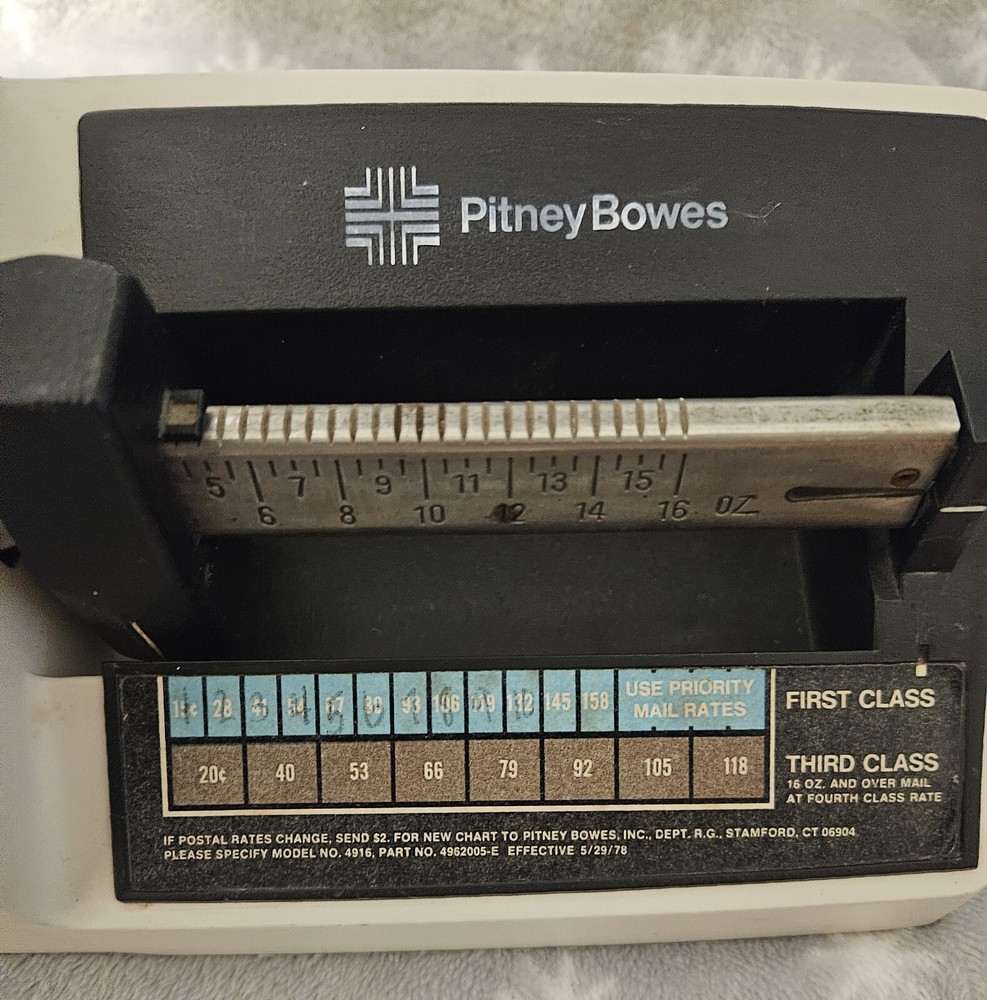 Pitney Bowes
5 7 9 11 13 15
6 8 10 12 14 16 OZ
15¢ 28 41 54 67 80 93 106 119 132 145 158 USE PRIORITY MAIL RATES FIRST CLASS
20¢ 40 53 66 79 92 105 118 THIRD CLASS
16 OZ. AND OVER MAIL
AT FOURTH CLASS RATE
IF POSTAL RATES CHANGE, SEND $2. FOR NEW CHART TO PITNEY BOWES, INC., DEPT. R.G., STAMFORD, CT 06904
PLEASE SPECIFY MODEL NO. 4916, PART NO. 4962005-E EFFECTIVE 5/29/78